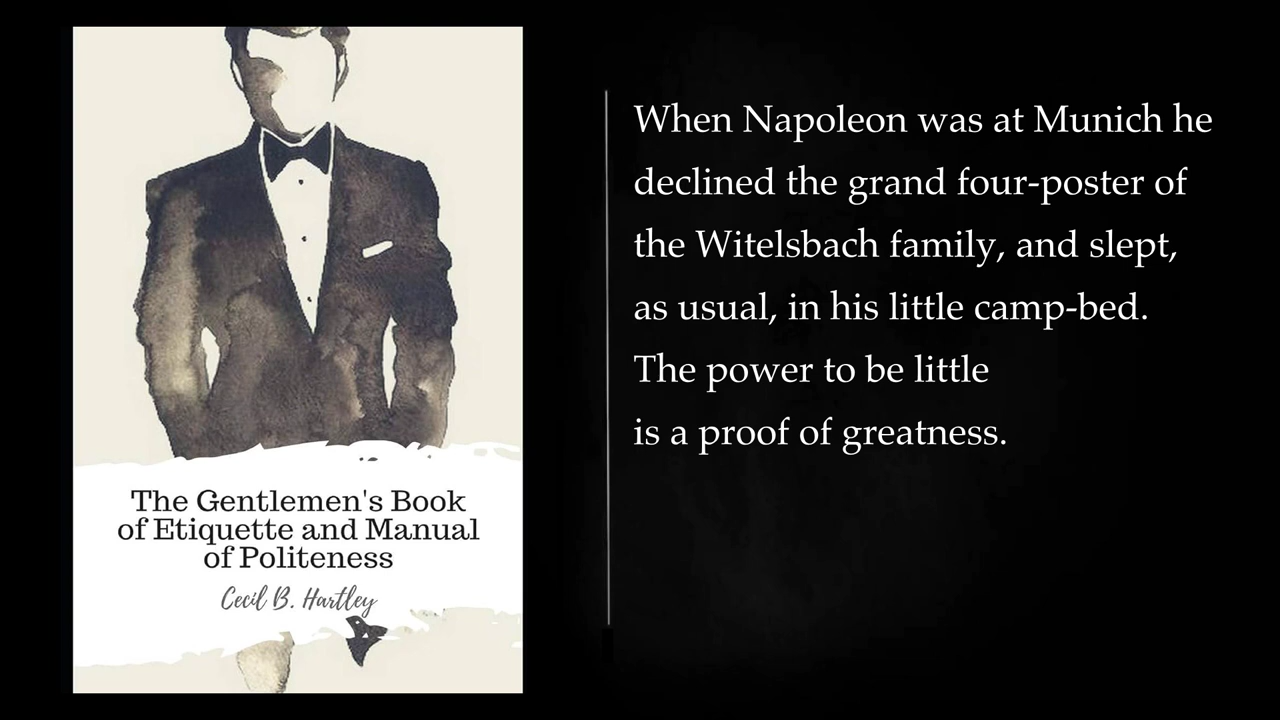 The Gentlemen's Book
of Etiquette and Manual
of Politeness
Cecil B. Hartley
When Napoleon was at Munich he
declined the grand four-poster of
the Witelsbach family, and slept,
as usual, in his little camp-bed.
The power to be little
is a proof of greatness.